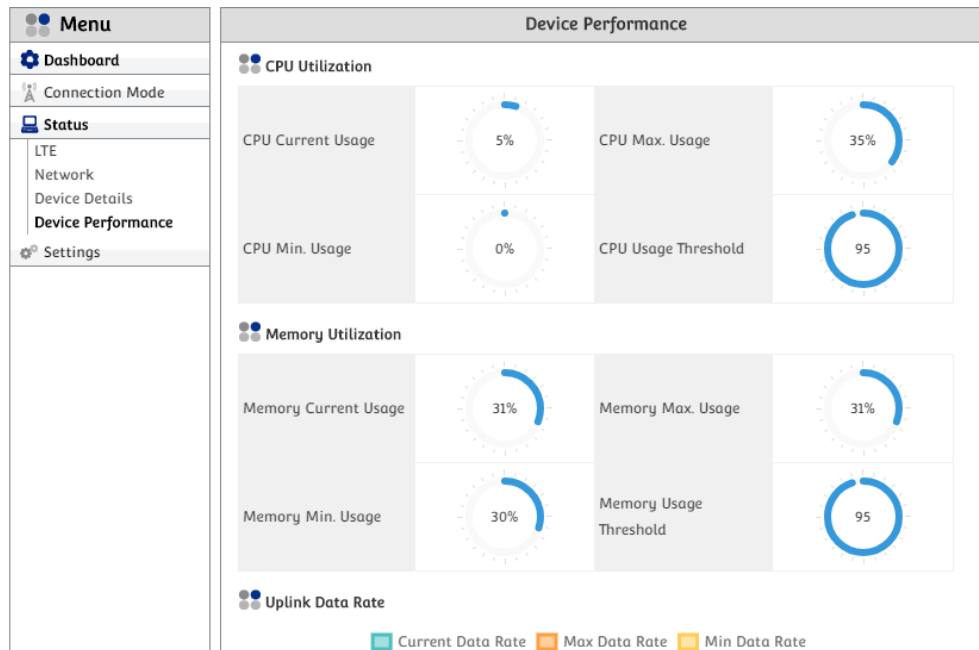 Menu
Dashboard
Connection Mode
Status
LTE
Network
Device Details
Device Performance
Settings
Device Performance
CPU Utilization
CPU Current Usage
5%
CPU Max. Usage
35%
CPU Min. Usage
0%
CPU Usage Threshold
95
Memory Utilization
Memory Current Usage
31%
Memory Max. Usage
31%
Memory Min. Usage
30%
Memory Usage
Threshold
95
Uplink Data Rate
Current Data Rate
Max Data Rate
Min Data Rate